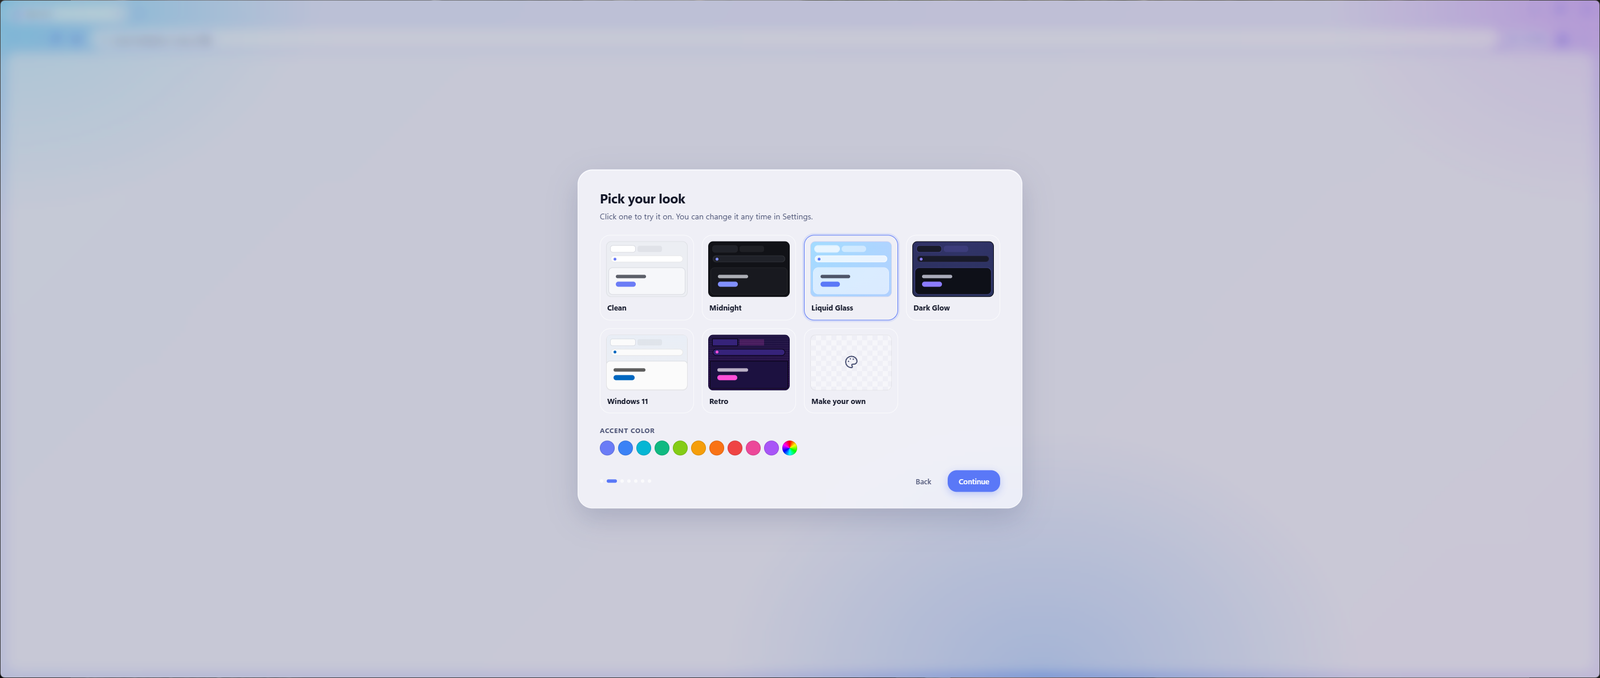 Pick your look
Click one to try it on. You can change it any time in Settings.
Clean
Midnight
Liquid Glass
Dark Glow
Windows 11
Retro
Make your own
ACCENT COLOR
Back
Continue